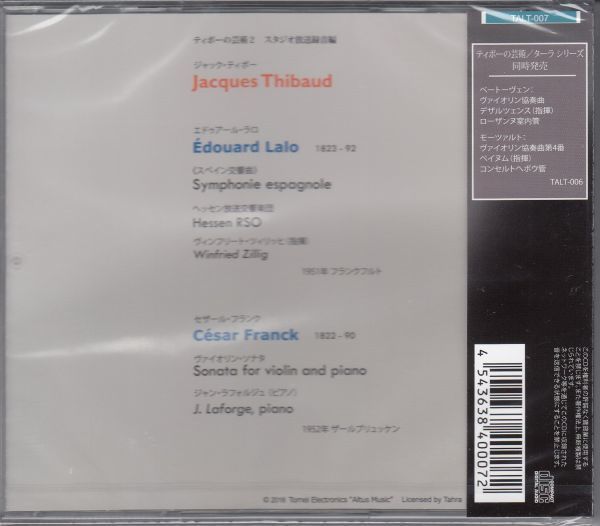 ティボーの芸術2 スタジオ放送録音編
ジャック・ティボー
Jacques Thibaud
エドゥアール・ラロ
Édouard Lalo 1823 - 92
《スペイン交響曲》
Symphonie espagnole
ヘッセン放送交響楽団
Hessen RSO
ヴィンフリート・ツィリッヒ(指揮)
Winfried Zillig
1951年 フランクフルト
セザール・フランク
César Franck 1822 - 90
ヴァイオリン・ソナタ
Sonata for violin and piano
ジャン・ラフォルジュ(ピアノ)
J. Laforge, piano
1952年 ザールブリュッケン
© 2016 Tomei Electronics "Altus Music" Licensed by Tahra
TALT-007
ティボーの芸術/ターラ シリーズ
同時発売
ベートーヴェン:
ヴァイオリン協奏曲
デザルツェンス(指揮)
ローザンヌ室内管
モーツァルト:
ヴァイオリン協奏曲第4番
ベイヌム(指揮)
コンセルトヘボウ管
TALT-006
4 543638 400072
COMPACT
disc
DIGITAL AUDIO